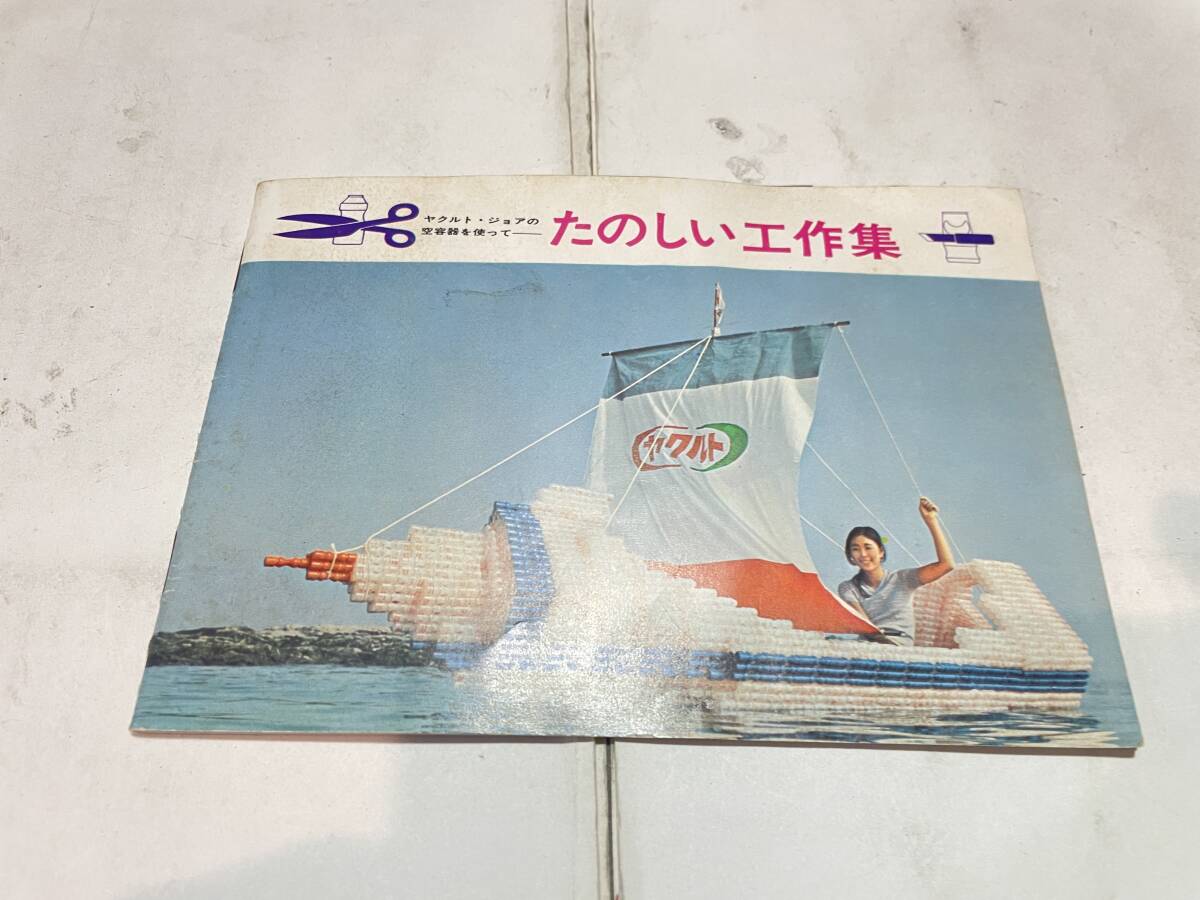 ヤクルト・ジョアの
空容器を使って――
たのしい工作集
ヤクルト